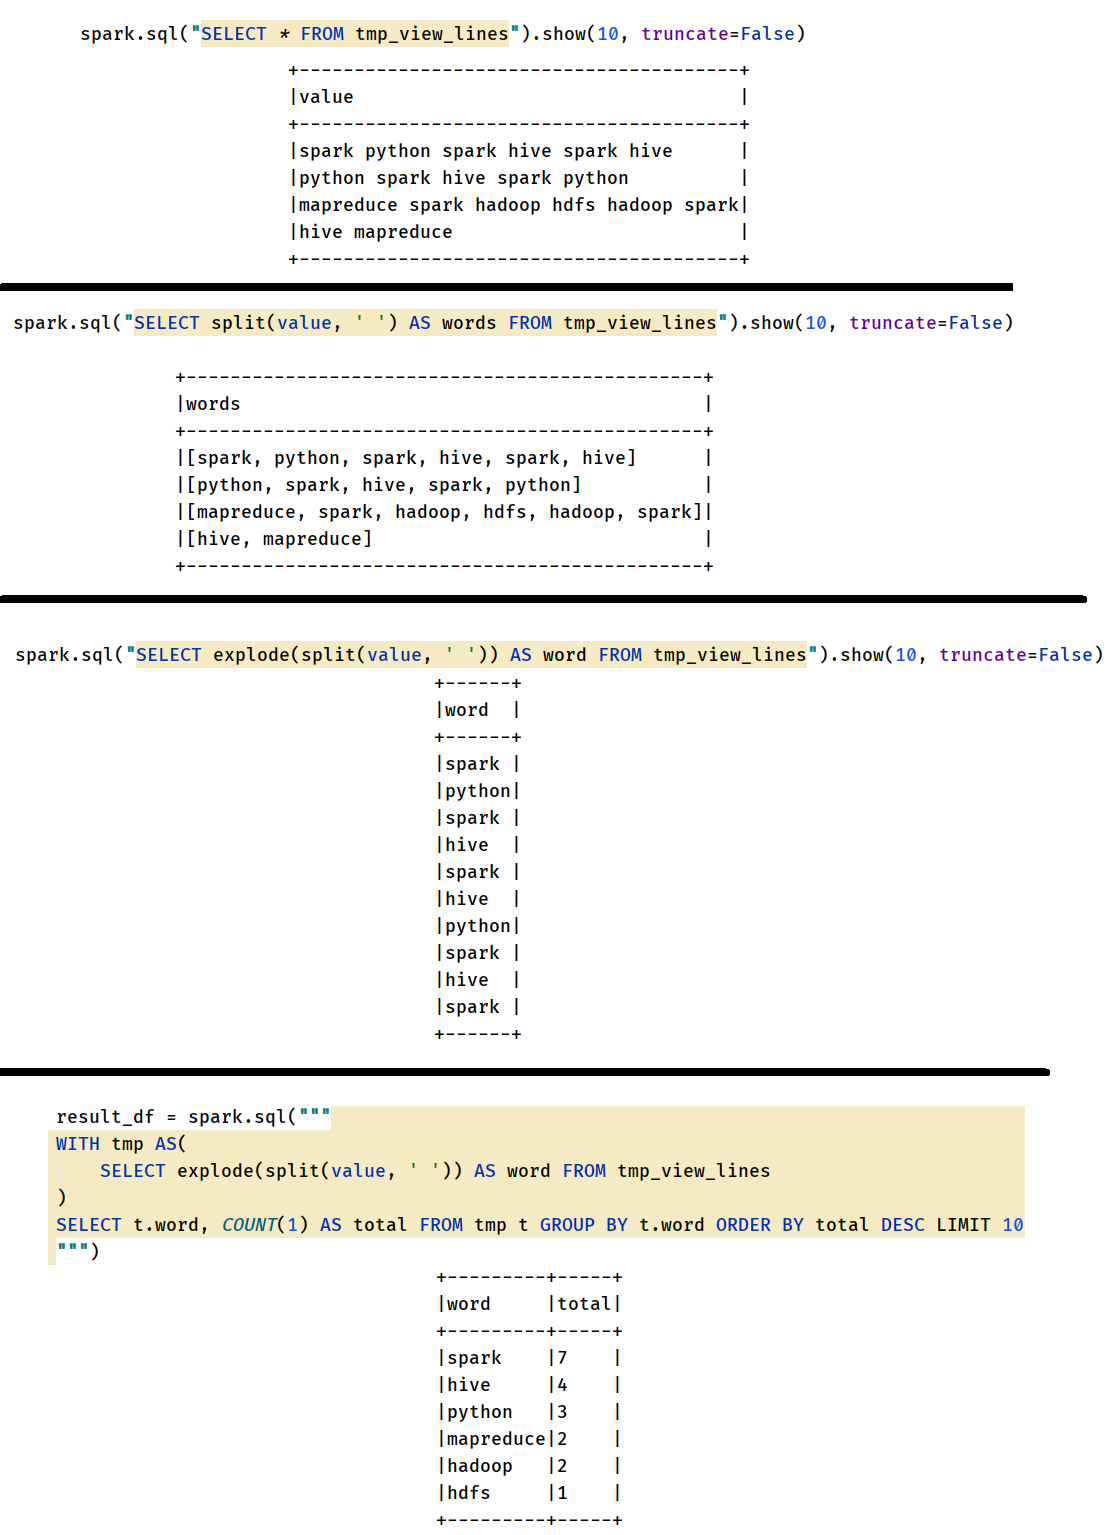 spark.sql("SELECT * FROM tmp_view_lines").show(10, truncate=False)
+----------------------------------------+
|value                                   |
+----------------------------------------+
|spark python spark hive spark hive      |
|python spark hive spark python          |
|mapreduce spark hadoop hdfs hadoop spark|
|hive mapreduce                          |
+----------------------------------------+
spark.sql("SELECT split(value, ' ') AS words FROM tmp_view_lines").show(10, truncate=False)
+-----------------------------------------------+
|words                                          |
+-----------------------------------------------+
|[spark, python, spark, hive, spark, hive]      |
|[python, spark, hive, spark, python]           |
|[mapreduce, spark, hadoop, hdfs, hadoop, spark]|
|[hive, mapreduce]                              |
+-----------------------------------------------+
spark.sql("SELECT explode(split(value, ' ')) AS word FROM tmp_view_lines").show(10, truncate=False)
+------+
|word  |
+------+
|spark |
|python|
|spark |
|hive  |
|spark |
|hive  |
|python|
|spark |
|hive  |
|spark |
+------+
result_df = spark.sql("""
WITH tmp AS(
    SELECT explode(split(value, ' ')) AS word FROM tmp_view_lines
)
SELECT t.word, COUNT(1) AS total FROM tmp t GROUP BY t.word ORDER BY total DESC LIMIT 10
""")
+---------+-----+
|word     |total|
+---------+-----+
|spark    |7    |
|hive     |4    |
|python   |3    |
|mapreduce|2    |
|hadoop   |2    |
|hdfs     |1    |
+---------+-----+